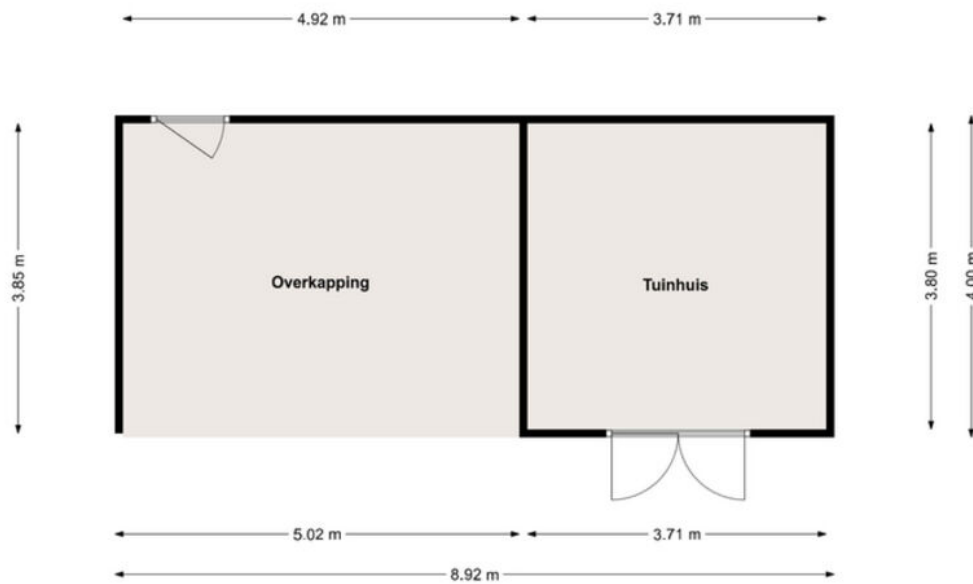 4.92 m
3.71 m
3.85 m
Overkapping
Tuinhuis
3.80 m
4.00 m
5.02 m
3.71 m
8.92 m